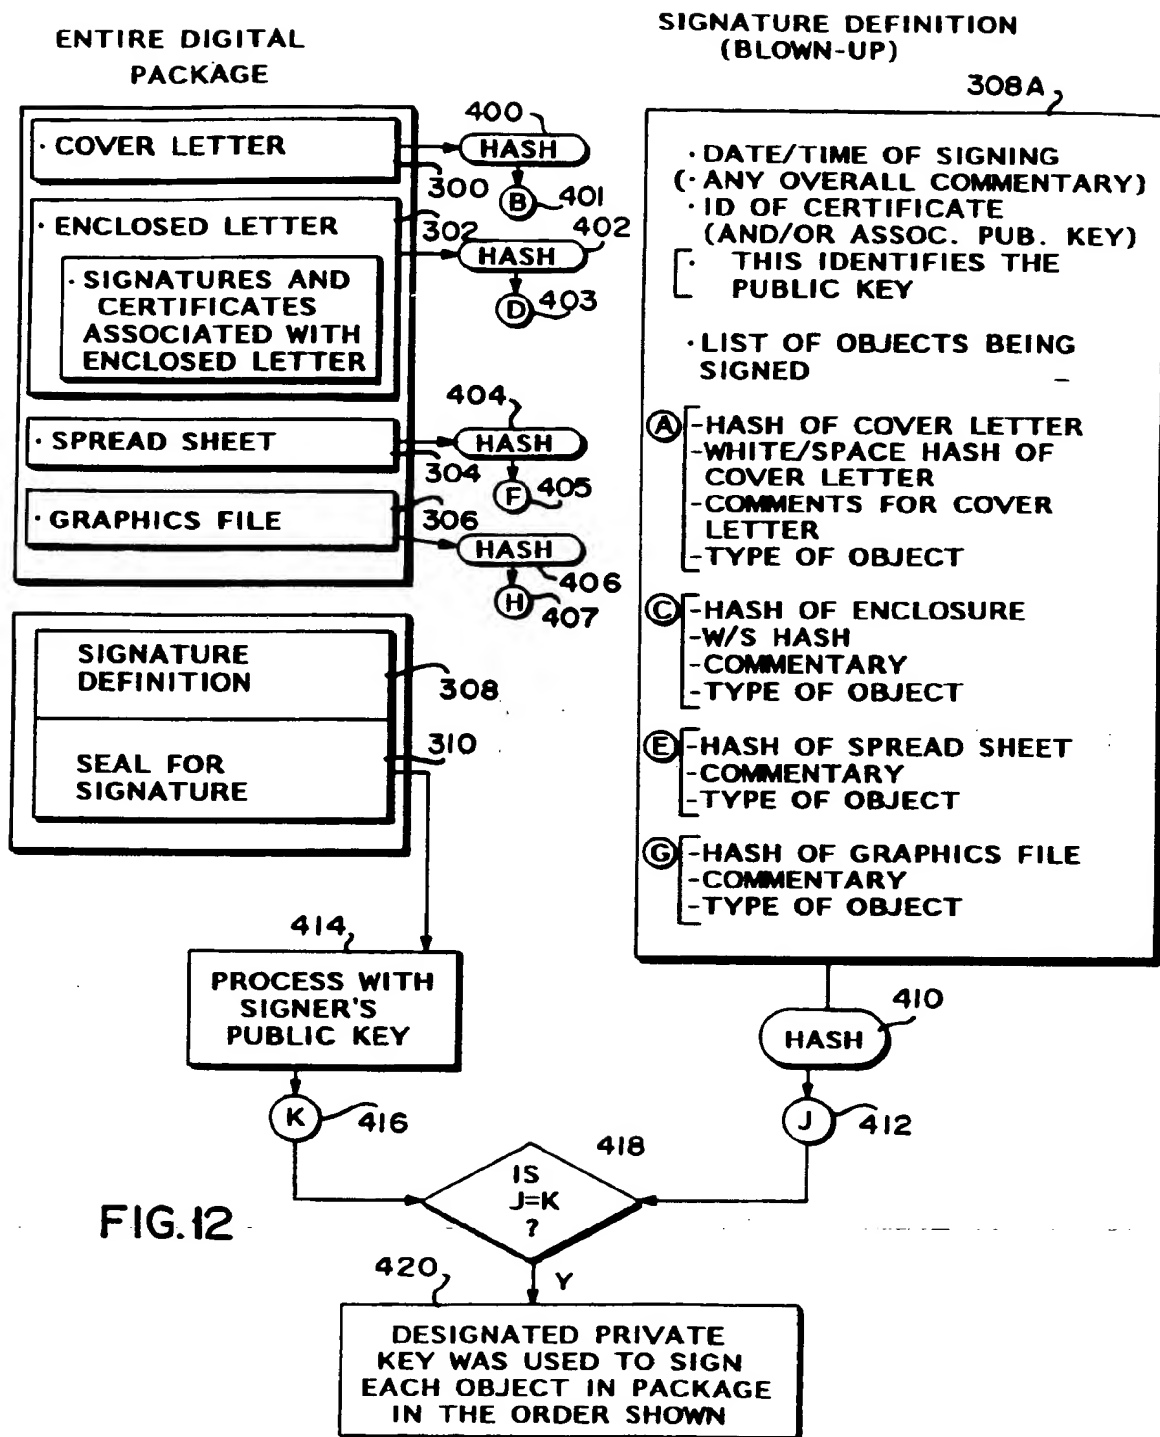 ENTIRE DIGITAL
PACKAGE
· COVER LETTER
300
· ENCLOSED LETTER
302
· SIGNATURES AND
CERTIFICATES
ASSOCIATED WITH
ENCLOSED LETTER
· SPREAD SHEET
304
· GRAPHICS FILE
306
400
HASH
B
401
402
HASH
D
403
404
HASH
F
405
HASH
406
H
407
SIGNATURE
DEFINITION
308
SEAL FOR
SIGNATURE
310
SIGNATURE DEFINITION
(BLOWN-UP)
308A
· DATE/TIME OF SIGNING
(· ANY OVERALL COMMENTARY)
· ID OF CERTIFICATE
(AND/OR ASSOC. PUB. KEY)
· THIS IDENTIFIES THE
PUBLIC KEY
· LIST OF OBJECTS BEING
SIGNED
A
-HASH OF COVER LETTER
-WHITE/SPACE HASH OF
COVER LETTER
-COMMENTS FOR COVER
LETTER
-TYPE OF OBJECT
C
-HASH OF ENCLOSURE
-W/S HASH
-COMMENTARY
-TYPE OF OBJECT
E
-HASH OF SPREAD SHEET
-COMMENTARY
-TYPE OF OBJECT
G
-HASH OF GRAPHICS FILE
-COMMENTARY
-TYPE OF OBJECT
414
PROCESS WITH
SIGNER'S
PUBLIC KEY
K
416
410
HASH
J
412
418
IS
J=K
?
Y
FIG.12
420
DESIGNATED PRIVATE
KEY WAS USED TO SIGN
EACH OBJECT IN PACKAGE
IN THE ORDER SHOWN